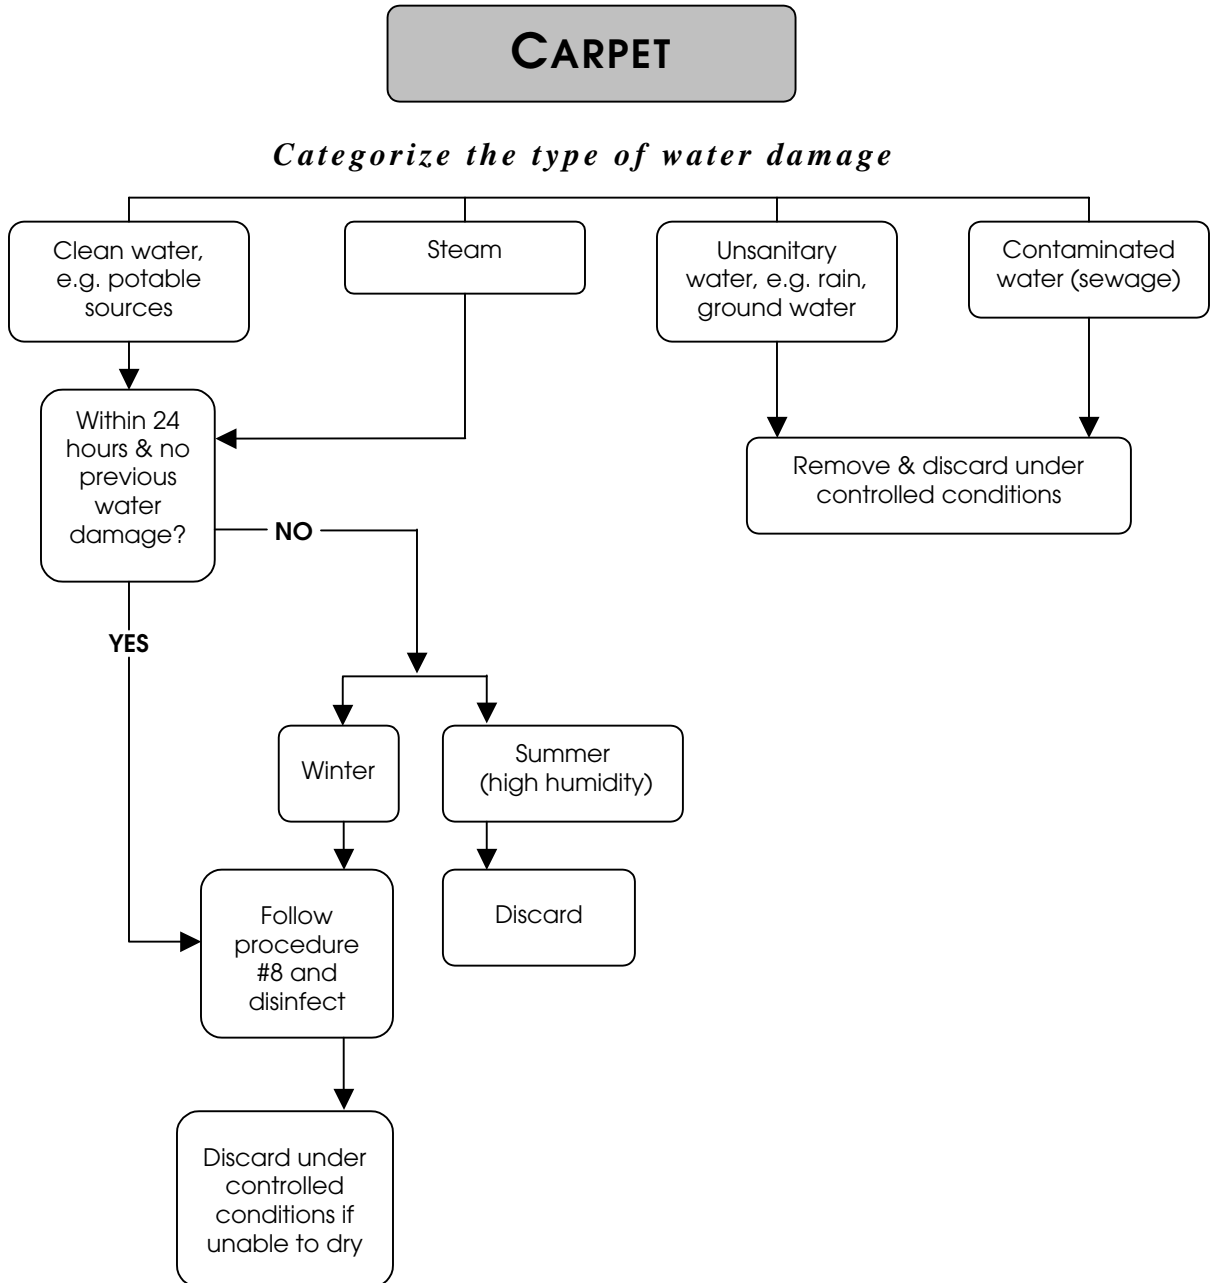 CARPET
Categorize the type of water damage
Clean water,
e.g. potable
sources
Steam
Unsanitary
water, e.g. rain,
ground water
Contaminated
water (sewage)
Within 24
hours & no
previous
water
damage?
Remove & discard under
controlled conditions
NO
YES
Winter
Summer
(high humidity)
Follow
procedure
#8 and
disinfect
Discard
Discard under
controlled
conditions if
unable to dry